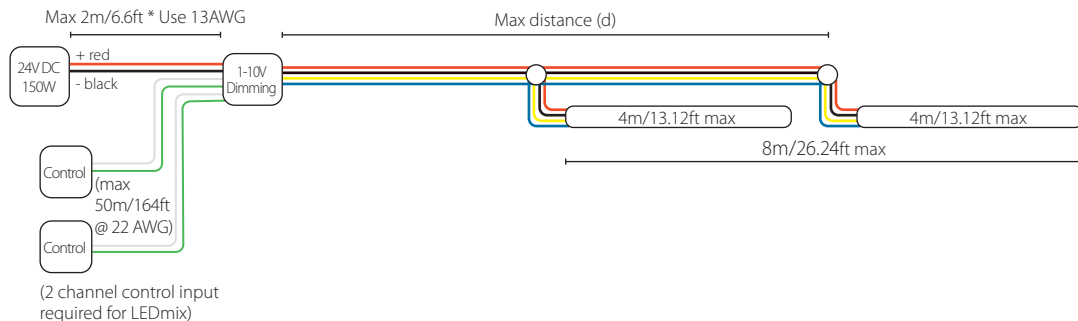 Max 2m/6.6ft * Use 13AWG
Max distance (d)
+ red
- black
24V DC
150W
1-10V
Dimming
4m/13.12ft max
4m/13.12ft max
8m/26.24ft max
Control
(max
50m/164ft
@ 22 AWG)
Control
(2 channel control input
required for LEDmix)